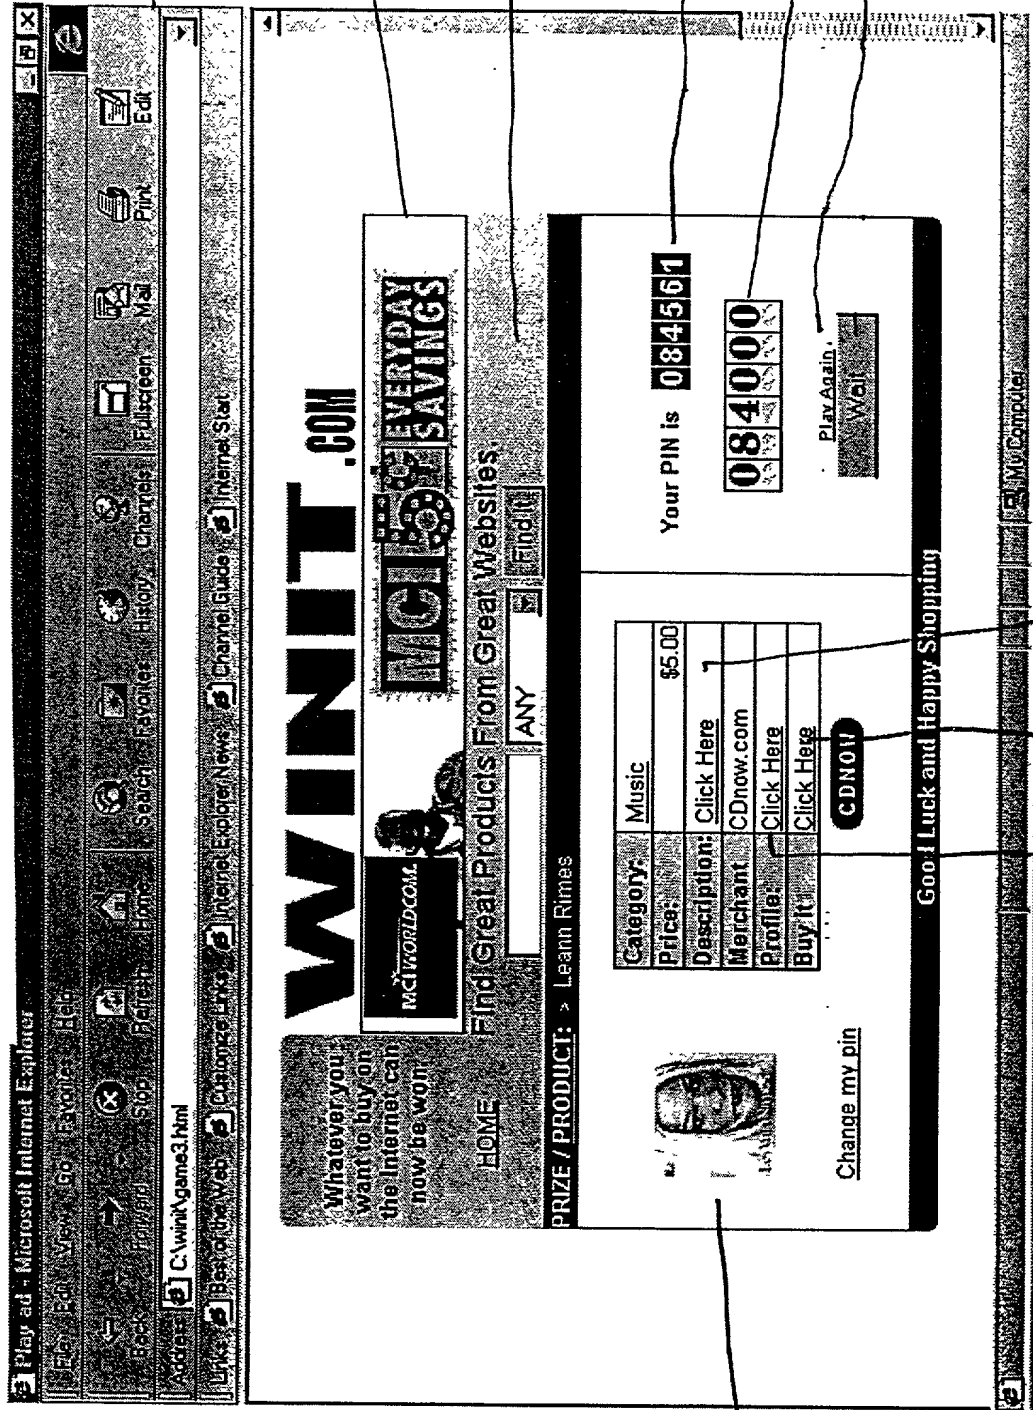 Play ad - Microsoft Internet Explorer
File Edit View Go Favorites Help
Back Forward Stop Refresh Home Search Favorites History Channels Fullscreen Mail Print Edit
Address C:\winit\game3.html
Links Best of the Web Customize Links Internet Explorer News Channel Guide Internet Start
Whatever you
want to buy on
the Internet can
now be won.
HOME
WINIT.COM
MCI WORLDCOM
MCI 5¢ EVERYDAY
SAVINGS
Find Great Products From Great Websites.
ANY Find It
PRIZE / PRODUCT: > Leann Rimes
Change my pin
Category: Music
Price: $5.00
Description: Click Here
Merchant CDnow.com
Profile: Click Here
Buy It: Click Here
CDNOW
Your PIN is 084561
084000
Play Again
Wait
Good Luck and Happy Shopping
My Computer